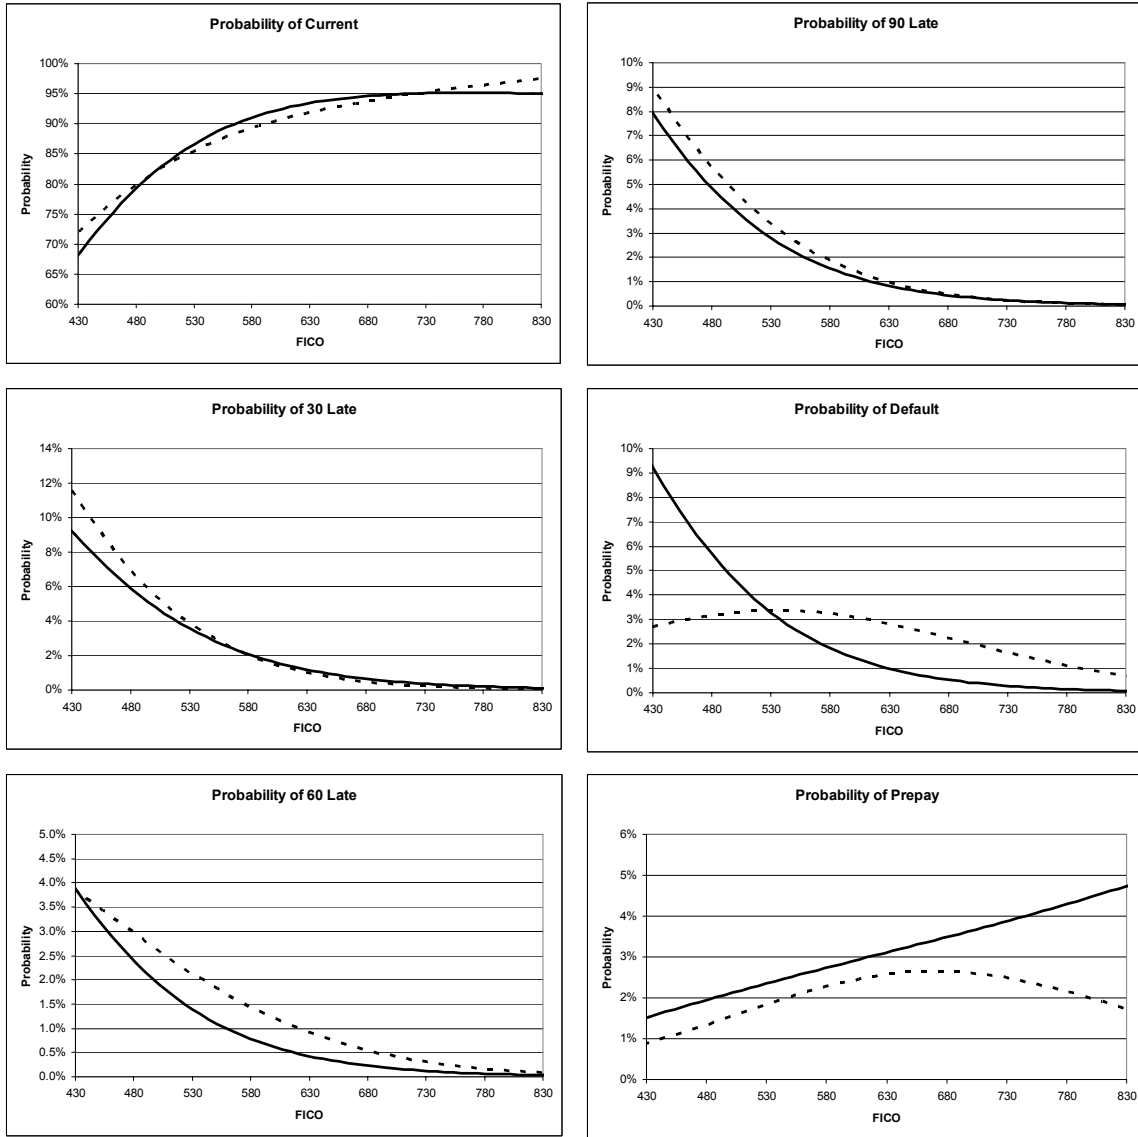 Probability of Current
100%
95%
90%
85%
80%
75%
70%
65%
60%
Probability
430 480 530 580 630 680 730 780 830
FICO
Probability of 90 Late
10%
9%
8%
7%
6%
5%
4%
3%
2%
1%
0%
Probability
430 480 530 580 630 680 730 780 830
FICO
Probability of 30 Late
14%
12%
10%
8%
6%
4%
2%
0%
Probability
430 480 530 580 630 680 730 780 830
FICO
Probability of Default
10%
9%
8%
7%
6%
5%
4%
3%
2%
1%
0%
Probability
430 480 530 580 630 680 730 780 830
FICO
Probability of 60 Late
5.0%
4.5%
4.0%
3.5%
3.0%
2.5%
2.0%
1.5%
1.0%
0.5%
0.0%
Probability
430 480 530 580 630 680 730 780 830
FICO
Probability of Prepay
6%
5%
4%
3%
2%
1%
0%
Probability
430 480 530 580 630 680 730 780 830
FICO